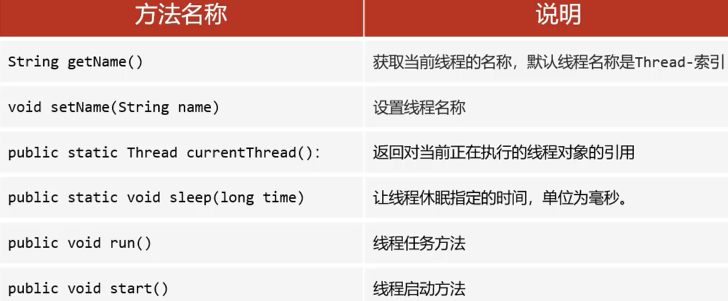 方法名称 说明
String getName() 获取当前线程的名称，默认线程名称是Thread-索引
void setName(String name) 设置线程名称
public static Thread currentThread()： 返回对当前正在执行的线程对象的引用
public static void sleep(long time) 让线程休眠指定的时间，单位为毫秒。
public void run() 线程任务方法
public void start() 线程启动方法